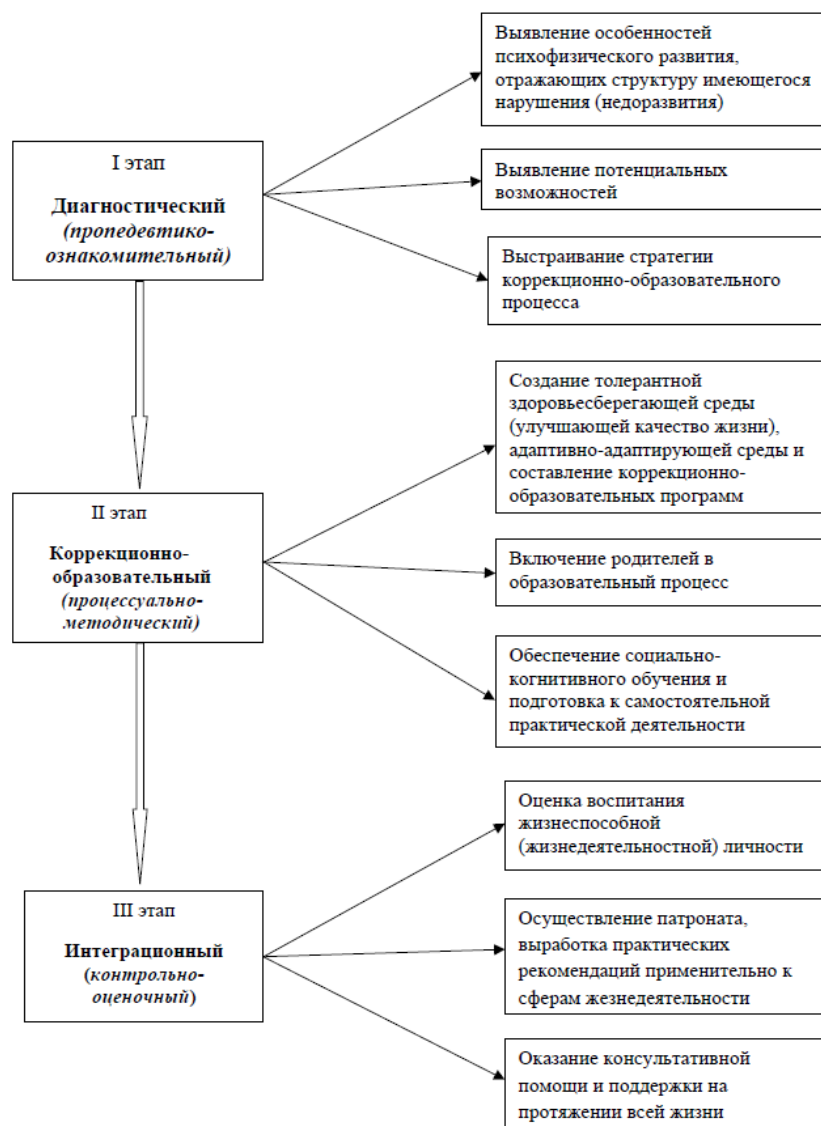 I этап
Диагностический
(пропедевтико-
ознакомительный)
Выявление особенностей
психофизического развития,
отражающих структуру имеющегося
нарушения (недоразвития)
Выявление потенциальных
возможностей
Выстраивание стратегии
коррекционно-образовательного
процесса
II этап
Коррекционно-
образовательный
(процессуально-
методический)
Создание толерантной
здоровьесберегающей среды
(улучшающей качество жизни),
адаптивно-адаптирующей среды и
составление коррекционно-
образовательных программ
Включение родителей в
образовательный процесс
Обеспечение социально-
когнитивного обучения и
подготовка к самостоятельной
практической деятельности
III этап
Интеграционный
(контрольно-
оценочный)
Оценка воспитания
жизнеспособной
(жизнедеятельностной) личности
Осуществление патроната,
выработка практических
рекомендаций применительно к
сферам жезнедеятельности
Оказание консультативной
помощи и поддержки на
протяжении всей жизни